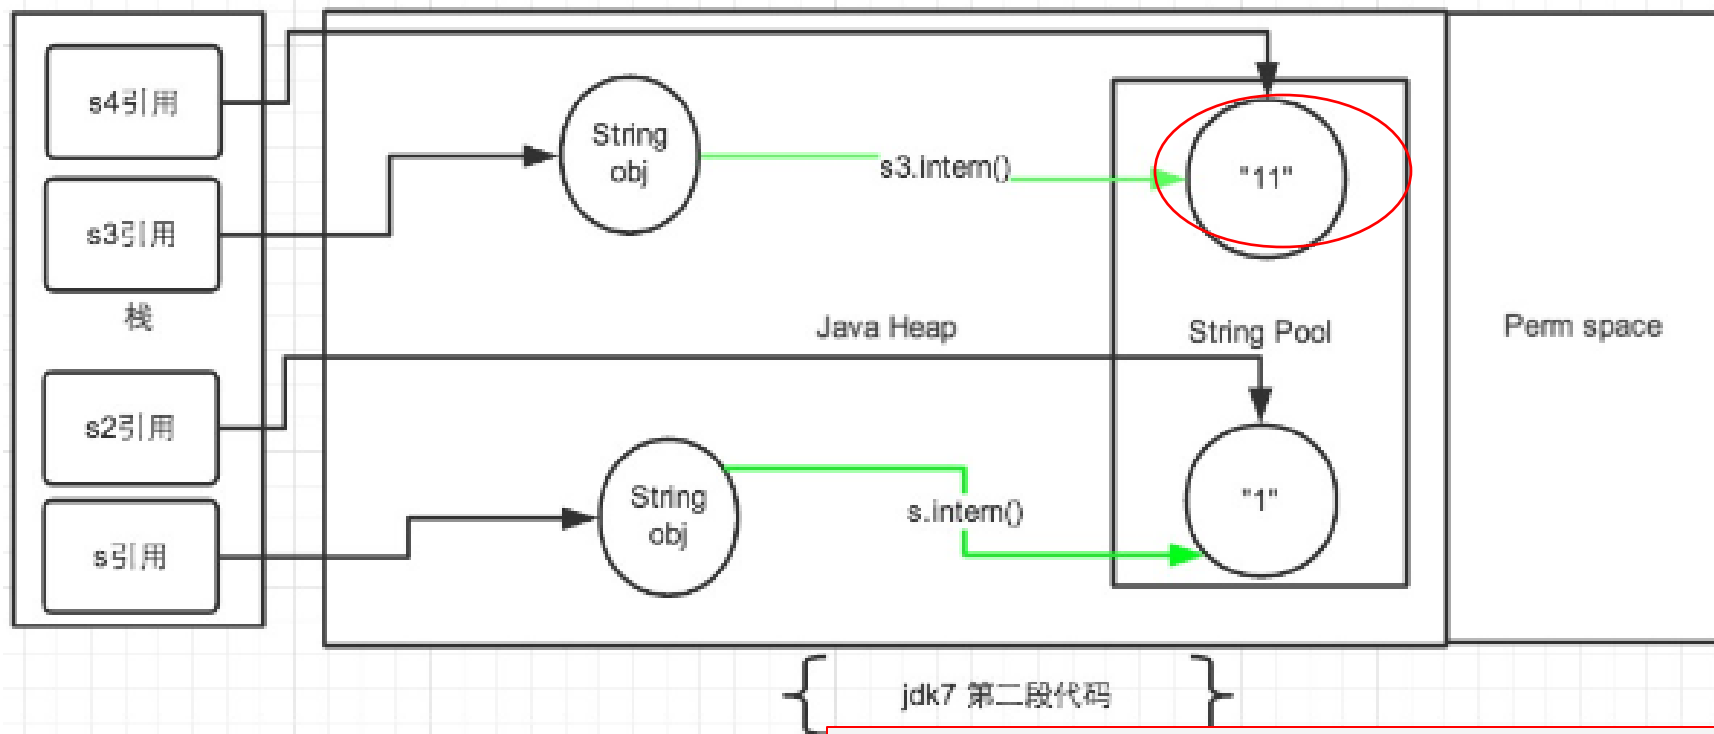 s4引用
String
obj
s3.intern()
"11"
s3引用
栈
Java Heap
String Pool
Perm space
s2引用
String
obj
s.intern()
"1"
s引用
jdk7 第二段代码